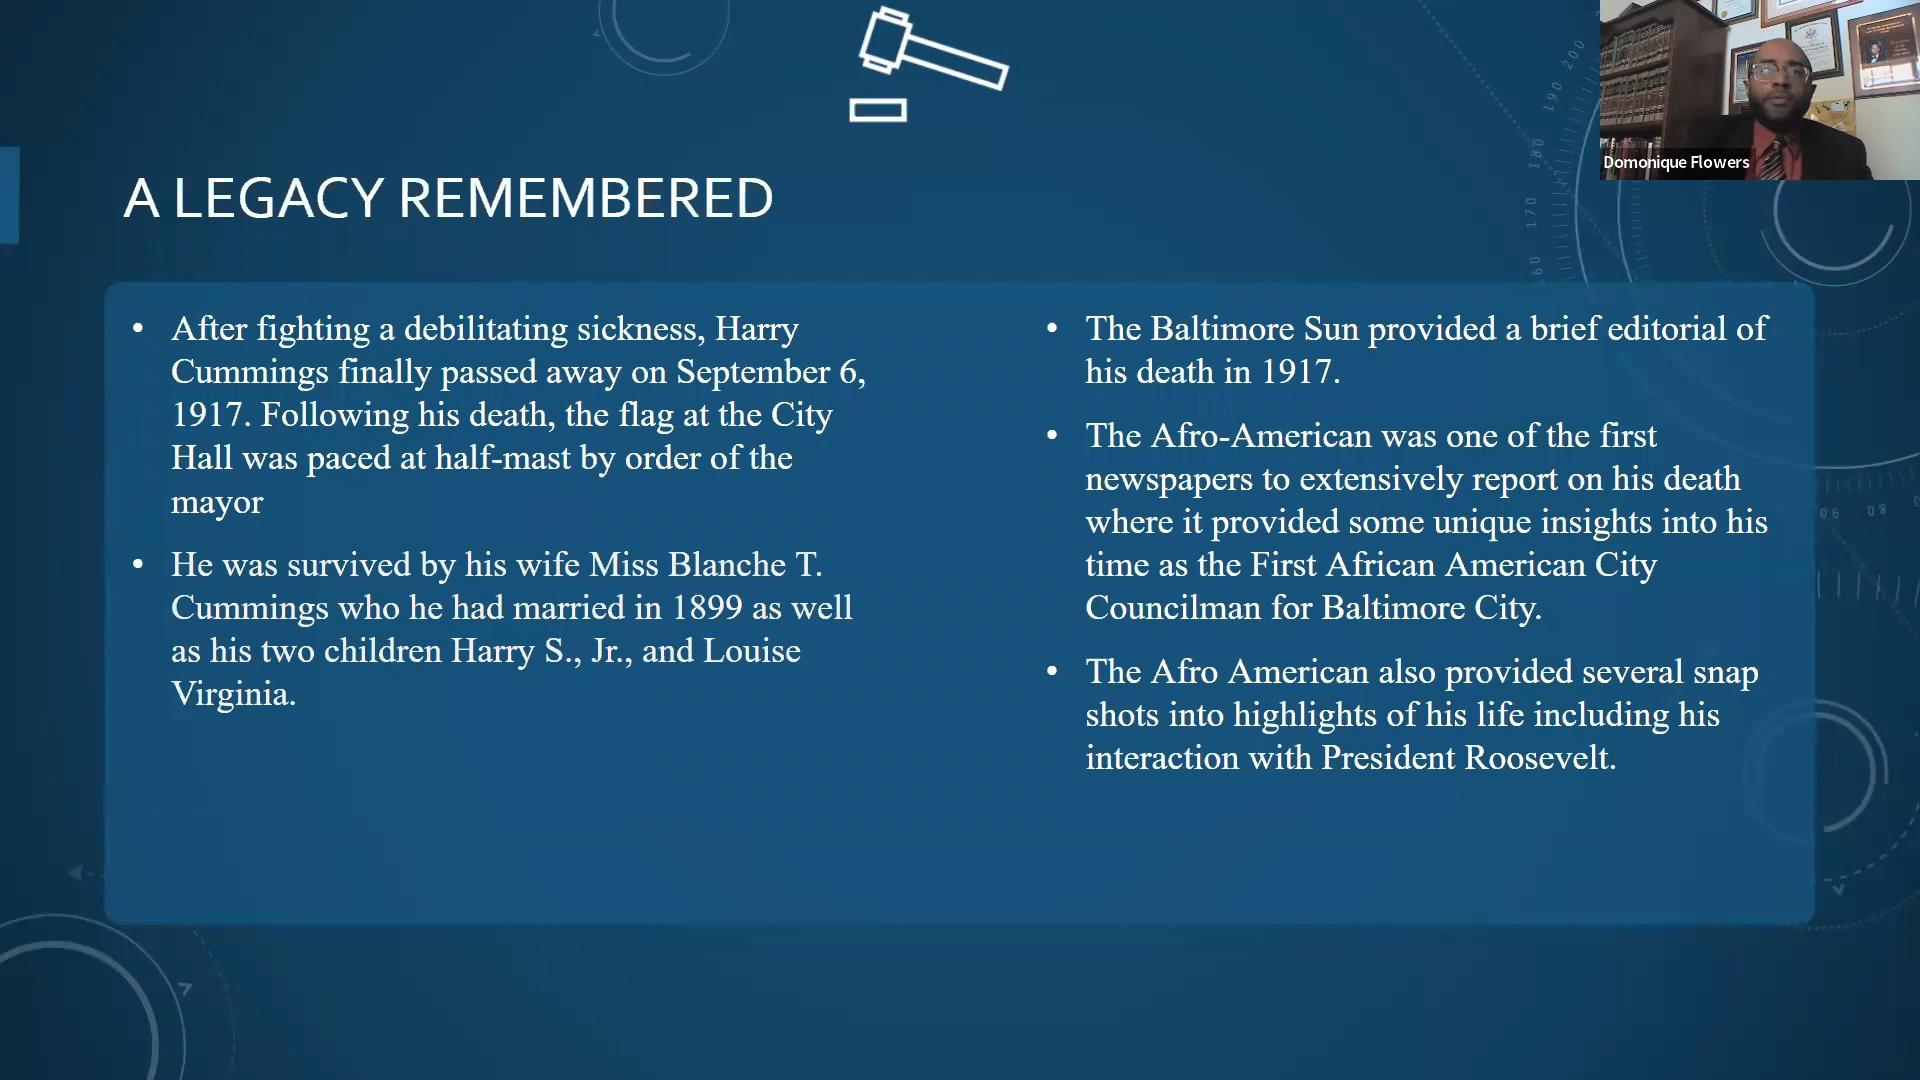 Domonique Flowers
A LEGACY REMEMBERED
• After fighting a debilitating sickness, Harry
Cummings finally passed away on September 6,
1917. Following his death, the flag at the City
Hall was paced at half-mast by order of the
mayor
• He was survived by his wife Miss Blanche T.
Cummings who he had married in 1899 as well
as his two children Harry S., Jr., and Louise
Virginia.
• The Baltimore Sun provided a brief editorial of
his death in 1917.
• The Afro-American was one of the first
newspapers to extensively report on his death
where it provided some unique insights into his
time as the First African American City
Councilman for Baltimore City.
• The Afro American also provided several snap
shots into highlights of his life including his
interaction with President Roosevelt.
200
190
180
170